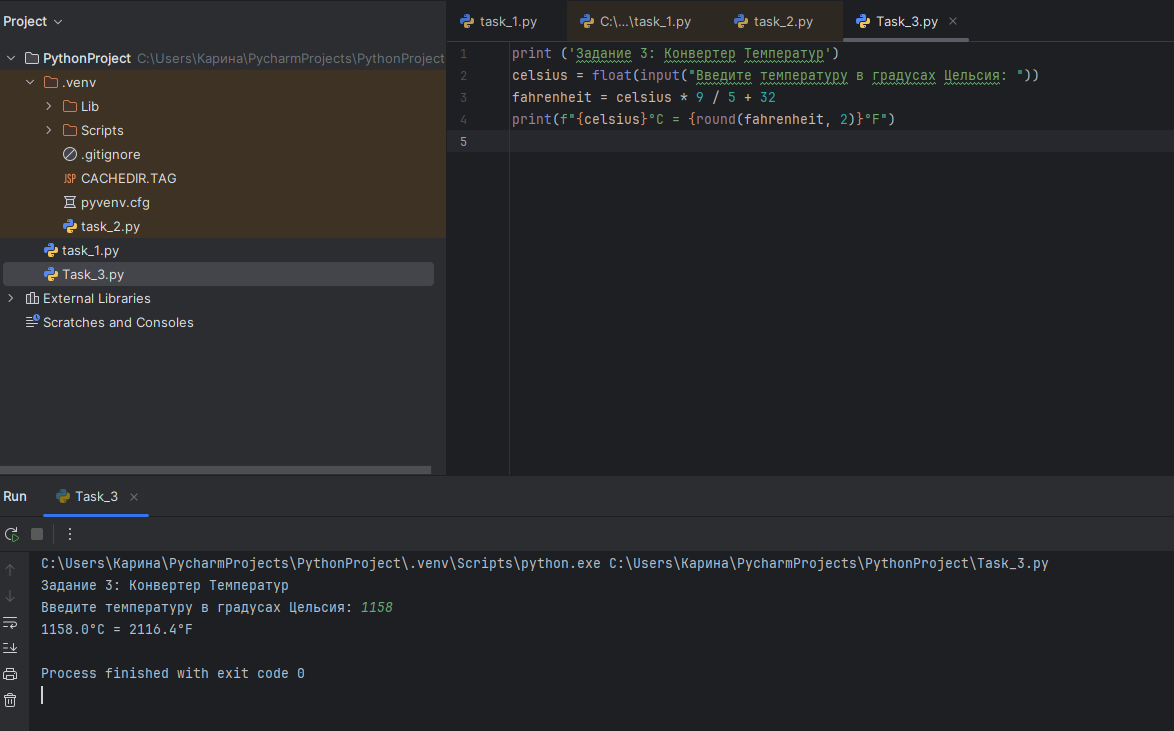 Project
PythonProject C:\Users\Карина\PycharmProjects\PythonProject
.venv
Lib
Scripts
.gitignore
JSP CACHEDIR.TAG
pyvenv.cfg
task_2.py
task_1.py
Task_3.py
External Libraries
Scratches and Consoles
task_1.py C:\...\task_1.py task_2.py Task_3.py
1 print ('Задание 3: Конвертер Температур')
2 celsius = float(input("Введите температуру в градусах Цельсия: "))
3 fahrenheit = celsius * 9 / 5 + 32
4 print(f"{celsius}°C = {round(fahrenheit, 2)}°F")
5
Run Task_3
C:\Users\Карина\PycharmProjects\PythonProject\.venv\Scripts\python.exe C:\Users\Карина\PycharmProjects\PythonProject\Task_3.py
Задание 3: Конвертер Температур
Введите температуру в градусах Цельсия: 1158
1158.0°C = 2116.4°F
Process finished with exit code 0